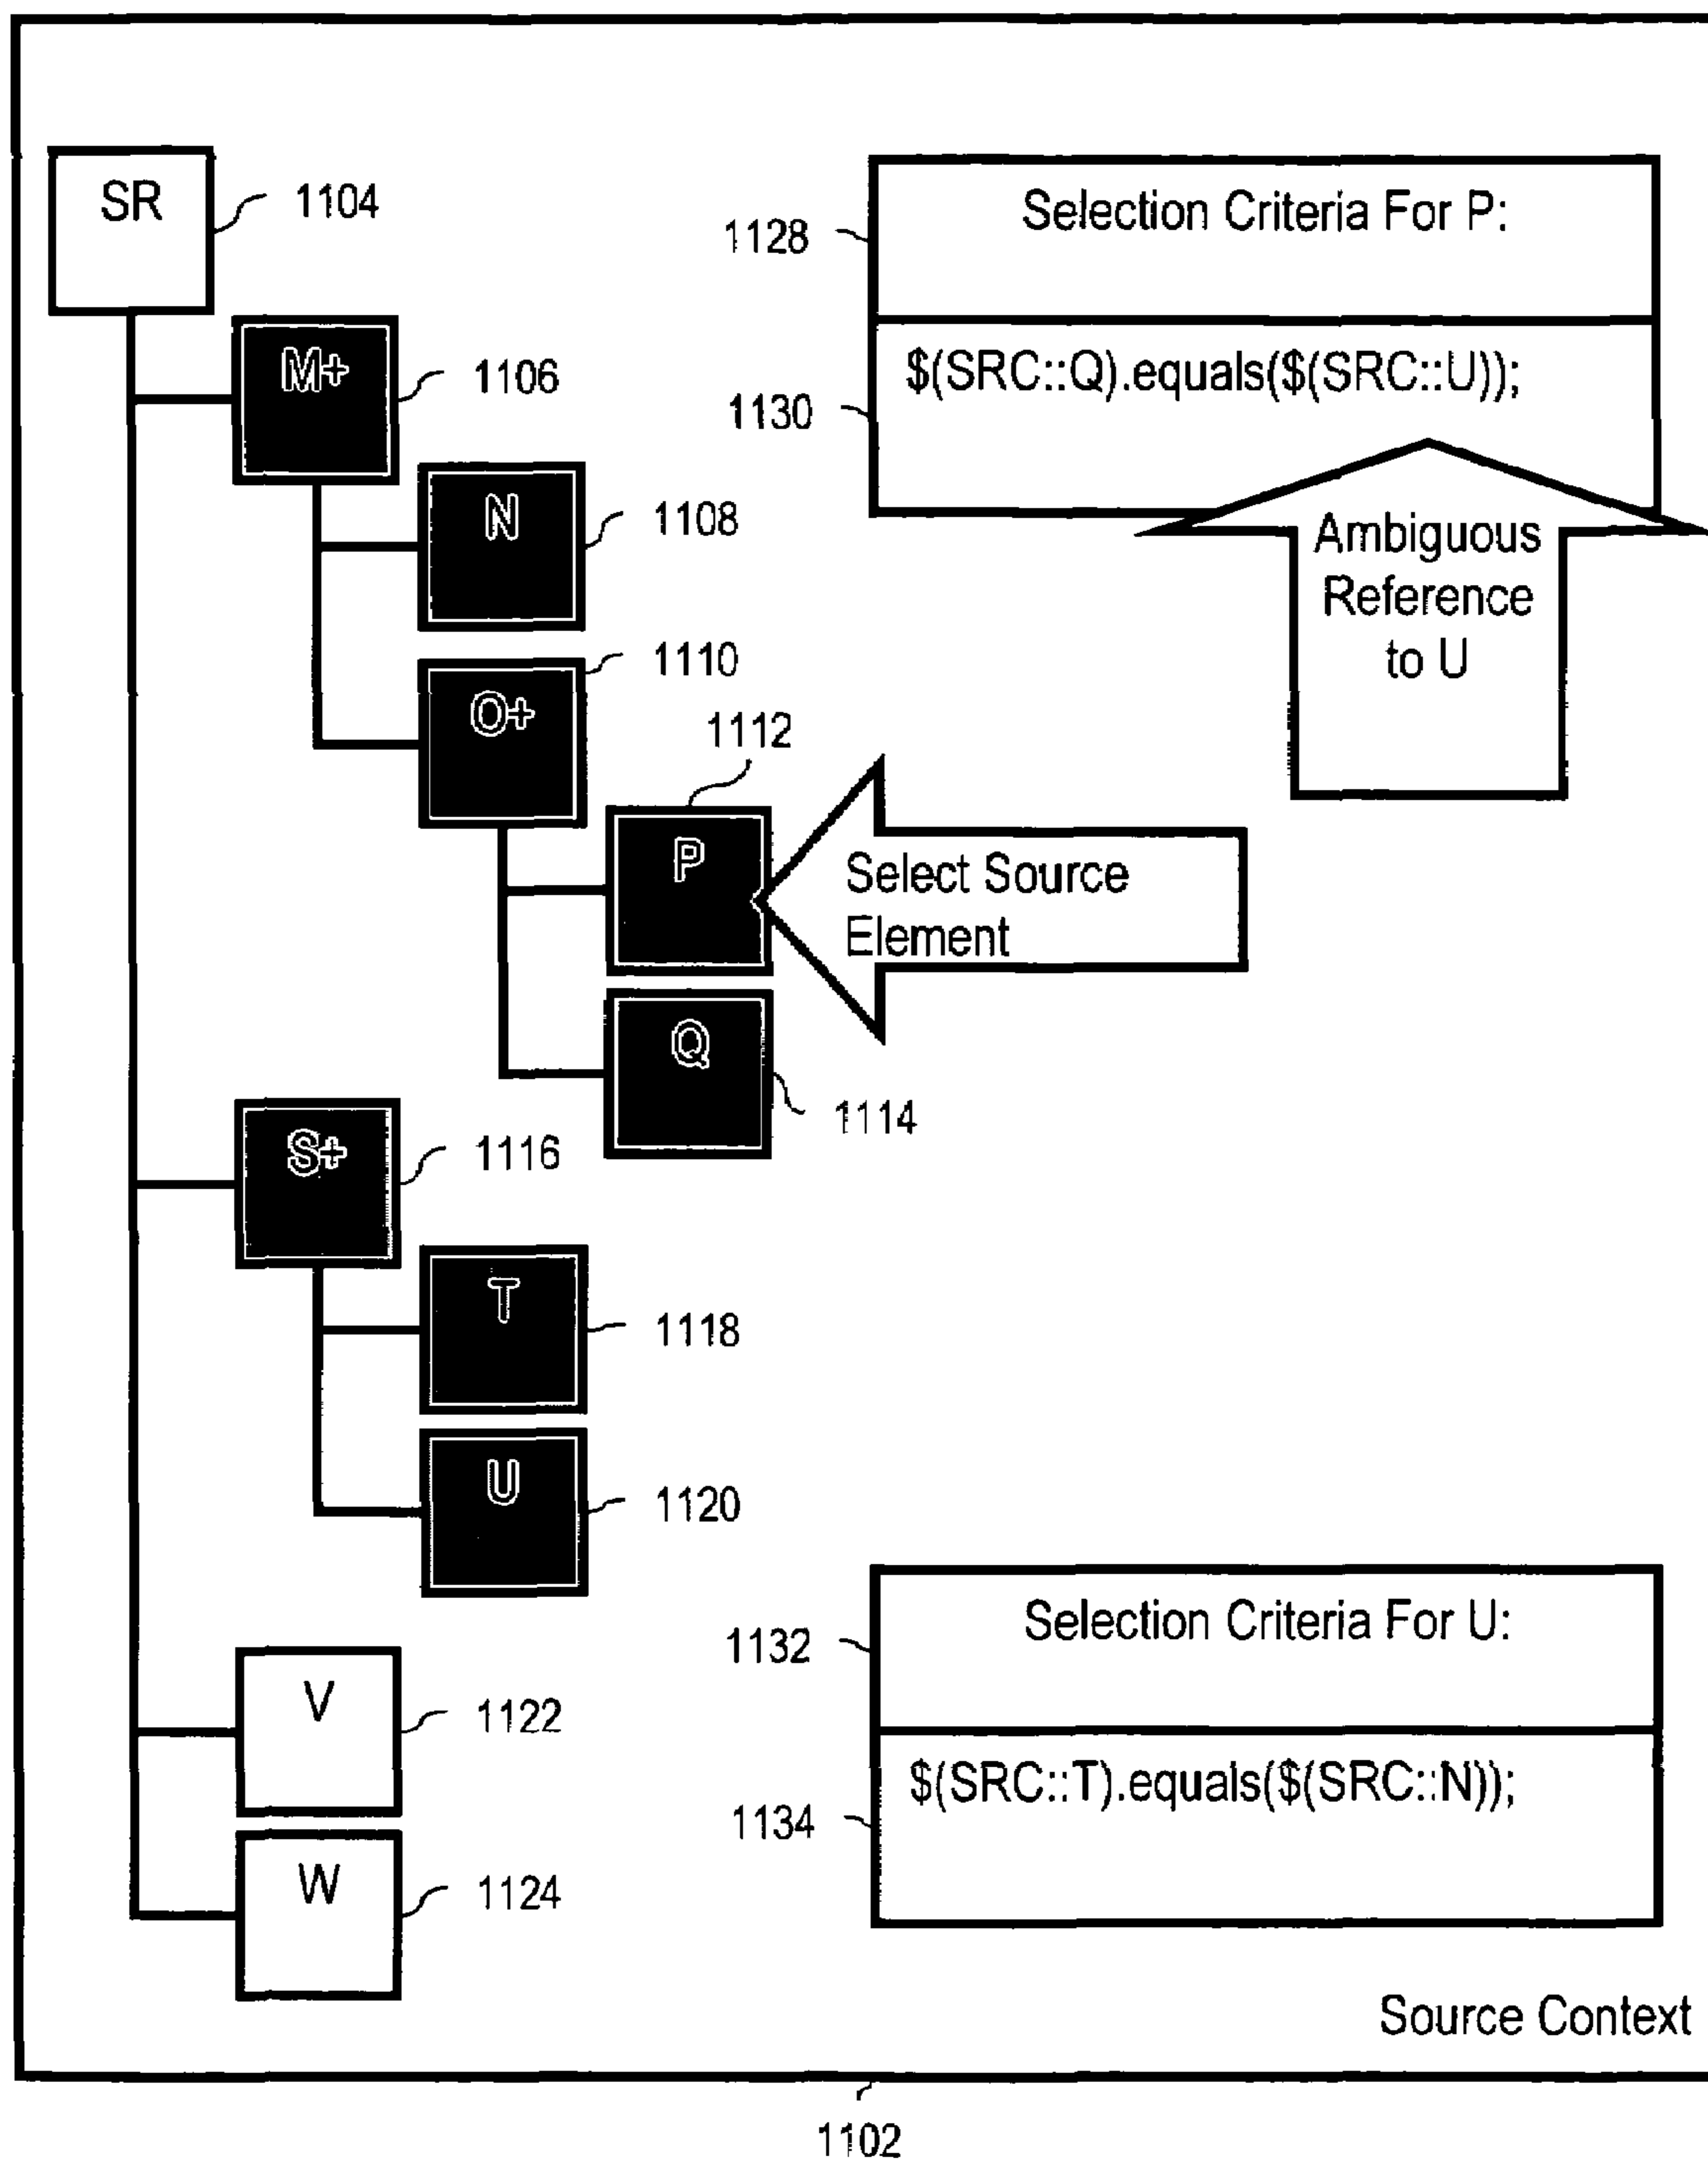 SR
1104
Selection Criteria For P:
1128
M+
1106
$(SRC::Q).equals($(SRC::U));
1130
N
1108
Ambiguous
Reference
to U
1110
O+
1112
P
Select Source
Element
Q
1114
S+
1116
T
1118
U
1120
Selection Criteria For U:
1132
V
1122
$(SRC::T).equals($(SRC::N));
1134
W
1124
Source Context
1102